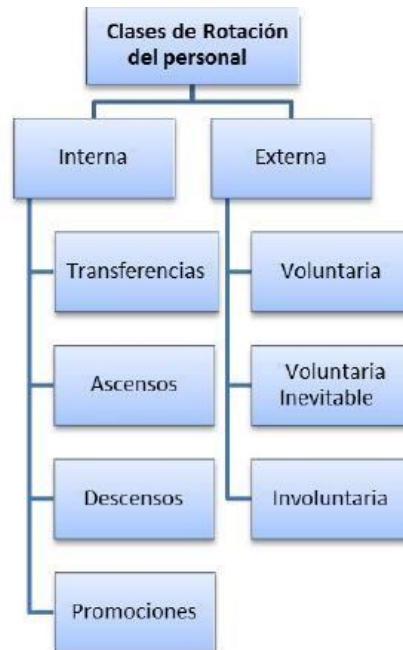 Clases de Rotación
del personal
Interna
Externa
Transferencias
Voluntaria
Ascensos
Voluntaria
Inevitable
Descensos
Involuntaria
Promociones